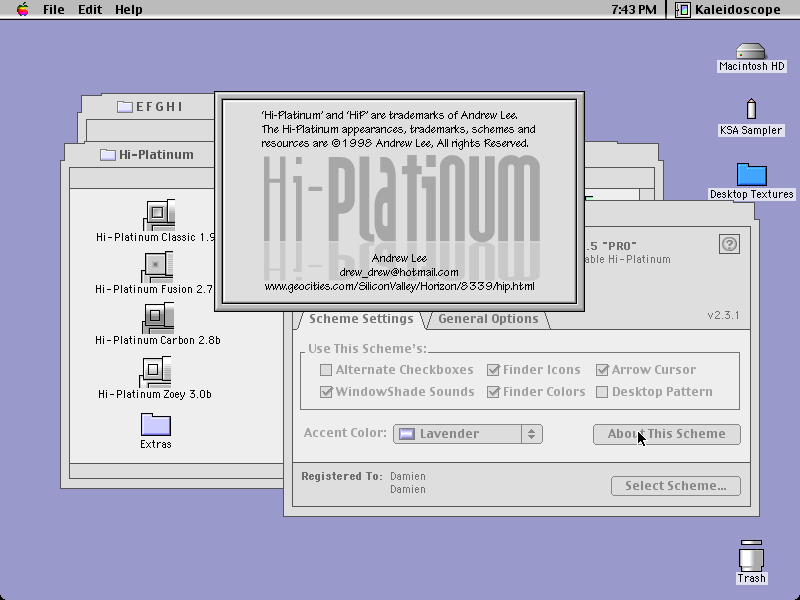 File Edit Help
7:43 PM
Kaleidoscope
Macintosh HD
KSA Sampler
Desktop Textures
Trash
E F G H I
Hi-Platinum
Hi-Platinum Classic 1.9
Hi-Platinum Fusion 2.7
Hi-Platinum Carbon 2.8b
Hi-Platinum Zoey 3.0b
Extras
'Hi-Platinum' and 'HiP' are trademarks of Andrew Lee.
The Hi-Platinum appearances, trademarks, schemes and
resources are ©1998 Andrew Lee, All rights Reserved.
Hi-Platinum
Andrew Lee
drew_drew@hotmail.com
www.geocities.com/SiliconValley/Horizon/8339/hip.html
.5 "PRO"
able Hi-Platinum
v2.3.1
Scheme Settings
General Options
Use This Scheme's:
Alternate Checkboxes
Finder Icons
Arrow Cursor
WindowShade Sounds
Finder Colors
Desktop Pattern
Accent Color:
Lavender
About This Scheme
Registered To: Damien
Damien
Select Scheme...